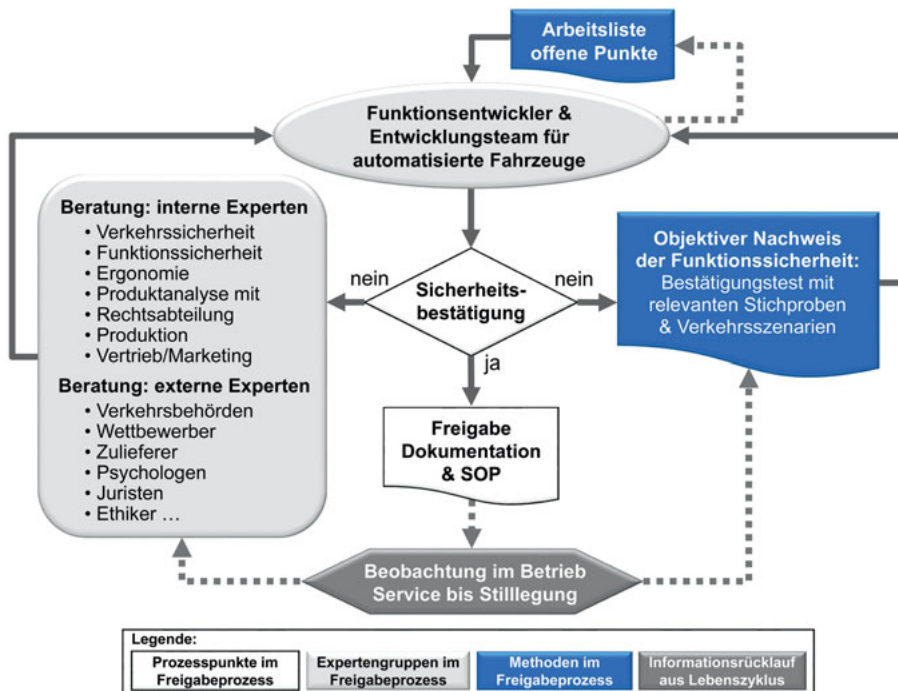 Arbeitsliste
offene Punkte
Funktionsentwickler &
Entwicklungsteam für
automatisierte Fahrzeuge
Beratung: interne Experten
• Verkehrssicherheit
• Funktionssicherheit
• Ergonomie
• Produktanalyse mit
• Rechtsabteilung
• Produktion
• Vertrieb/Marketing
Beratung: externe Experten
• Verkehrsbehörden
• Wettbewerber
• Zulieferer
• Psychologen
• Juristen
• Ethiker ...
nein
Sicherheits-
bestätigung
nein
ja
Objektiver Nachweis
der Funktionssicherheit:
Bestätigungstest mit
relevanten Stichproben
& Verkehrsszenarien
Freigabe
Dokumentation
& SOP
Beobachtung im Betrieb
Service bis Stilllegung
Legende:
Prozesspunkte im
Freigabeprozess
Expertengruppen im
Freigabeprozess
Methoden im
Freigabeprozess
Informationsrücklauf
aus Lebenszyklus